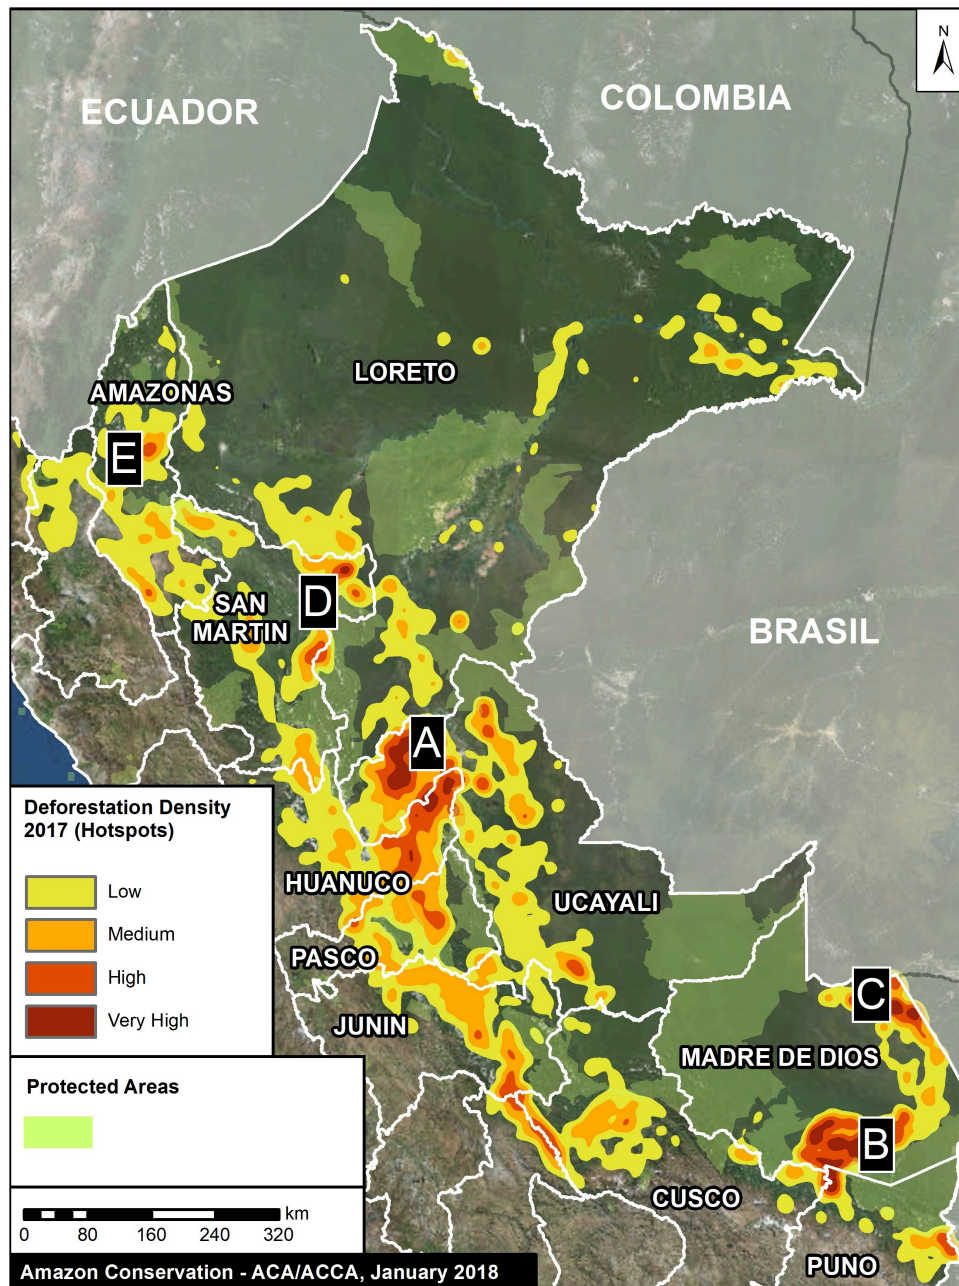 N
ECUADOR
COLOMBIA
LORETO
AMAZONAS
E
D
SAN
MARTIN
BRASIL
A
Deforestation Density
2017 (Hotspots)
Low
Medium
High
Very High
HUANUCO
UCAYALI
PASCO
JUNIN
C
MADRE DE DIOS
Protected Areas
B
CUSCO
km
0 80 160 240 320
PUNO
Amazon Conservation - ACA/ACCA, January 2018